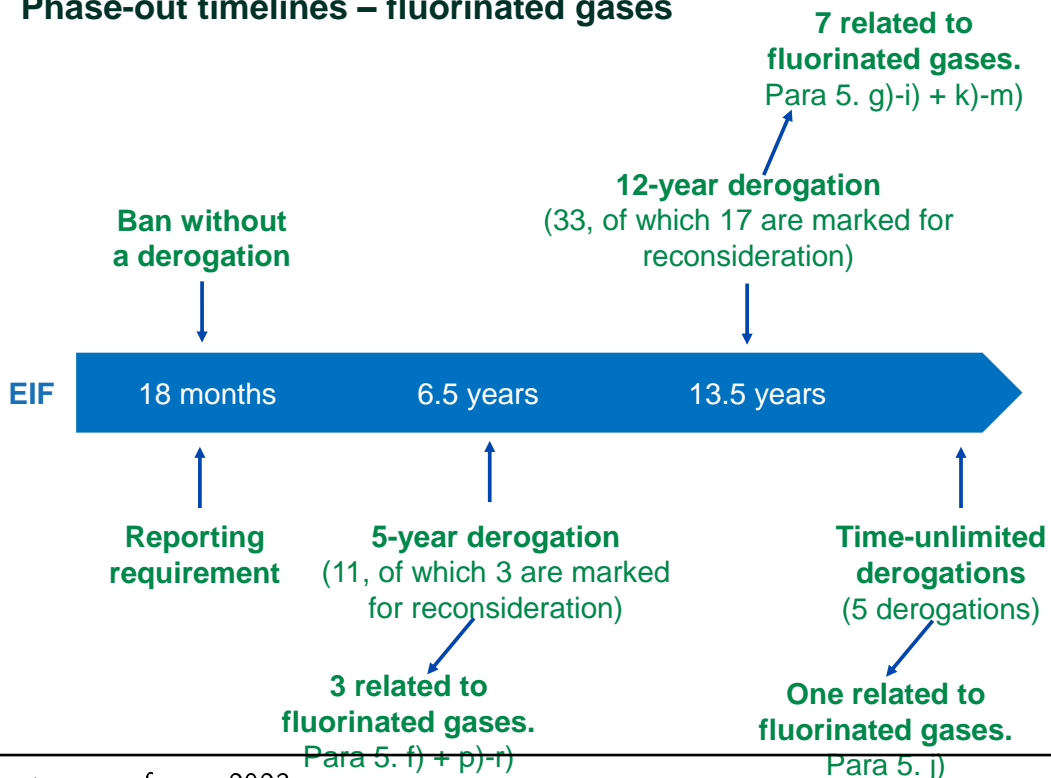 Phase-out timelines – fluorinated gases
7 related to
fluorinated gases.
Para 5. g)-i) + k)-m)
12-year derogation
(33, of which 17 are marked for
reconsideration)
Ban without
a derogation
EIF
18 months
6.5 years
13.5 years
Reporting
requirement
5-year derogation
(11, of which 3 are marked
for reconsideration)
Time-unlimited
derogations
(5 derogations)
3 related to
fluorinated gases.
Para 5. f) + p)-r)
One related to
fluorinated gases.
Para 5. j)
2023